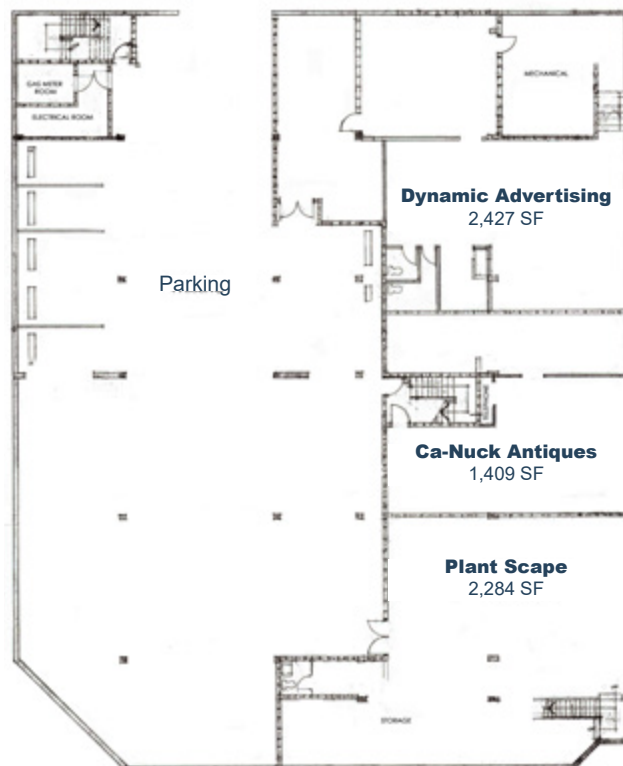 GAS METER
ROOM
ELECTRICAL ROOM
MECHANICAL
Dynamic Advertising
2,427 SF
Parking
TELEPHONE
Ca-Nuck Antiques
1,409 SF
Plant Scape
2,284 SF
STORAGE